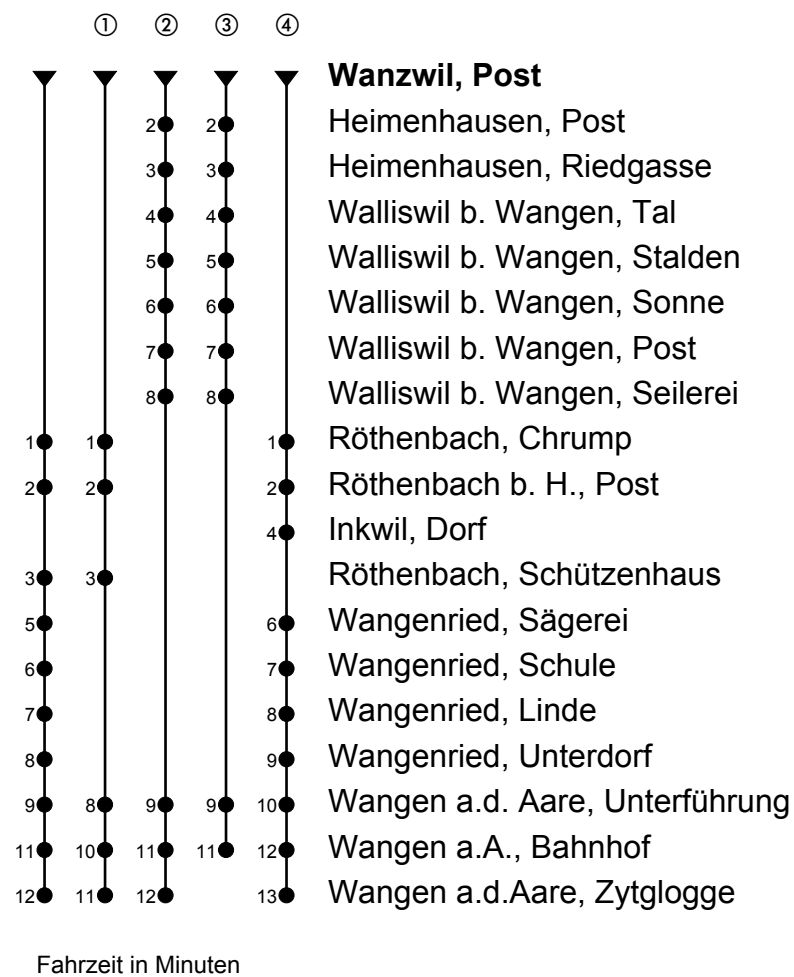 ① ② ③ ④
Wanzwil, Post
2 2 Heimenhausen, Post
3 3 Heimenhausen, Riedgasse
4 4 Walliswil b. Wangen, Tal
5 5 Walliswil b. Wangen, Stalden
6 6 Walliswil b. Wangen, Sonne
7 7 Walliswil b. Wangen, Post
8 8 Walliswil b. Wangen, Seilerei
1 1 1 Röthenbach, Chrump
2 2 2 Röthenbach b. H., Post
4 Inkwil, Dorf
3 3 Röthenbach, Schützenhaus
5 6 Wangenried, Sägerei
6 7 Wangenried, Schule
7 8 Wangenried, Linde
8 9 Wangenried, Unterdorf
9 8 9 9 10 Wangen a.d. Aare, Unterführung
11 10 11 11 12 Wangen a.A., Bahnhof
12 11 12 13 Wangen a.d.Aare, Zytglogge
Fahrzeit in Minuten